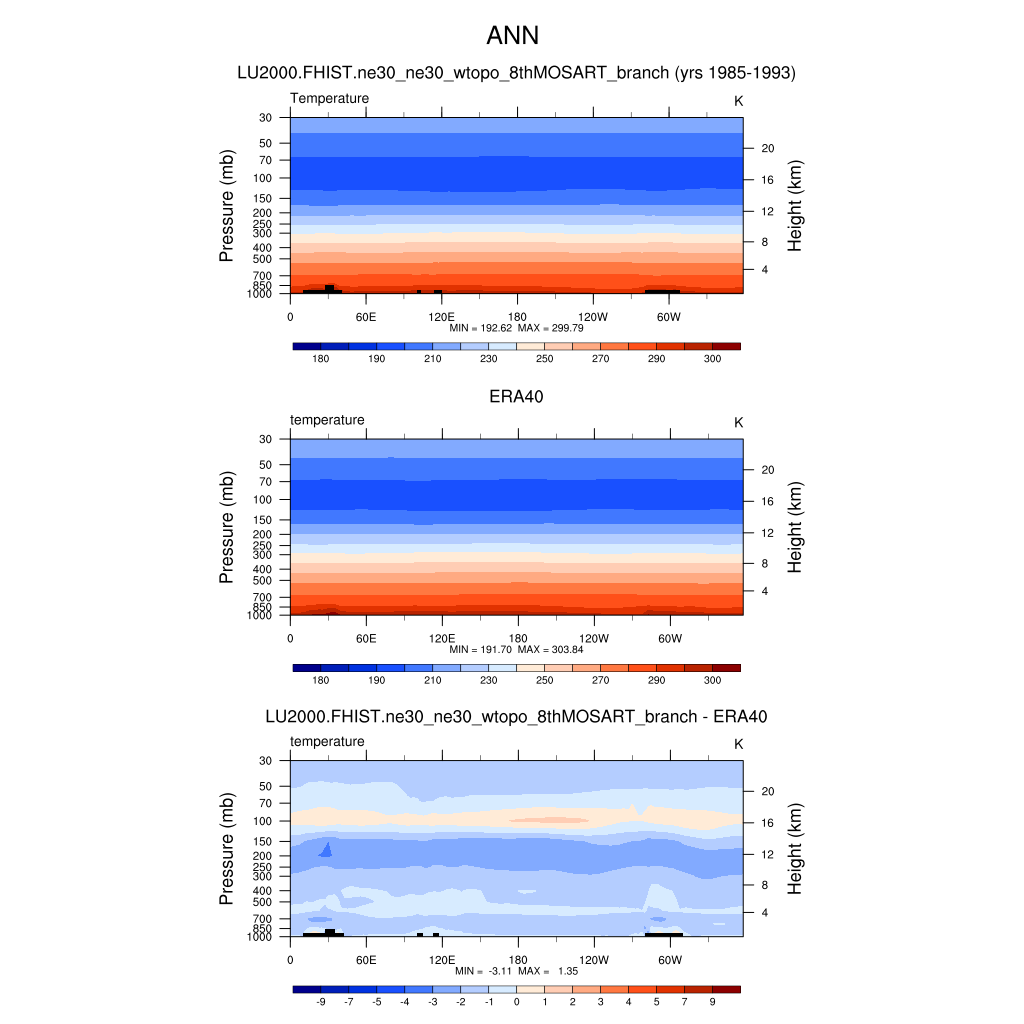 ANN
LU2000.FHIST.ne30_ne30_wtopo_8thMOSART_branch (yrs 1985-1993)
Temperature K
Pressure (mb)
30
50
70
100
150
200
250
300
400
500
700
850
1000
20
16
12
8
4
Height (km)
0 60E 120E 180 120W 60W
MIN = 192.62 MAX = 299.79
180 190 210 230 250 270 290 300
ERA40
temperature K
Pressure (mb)
30
50
70
100
150
200
250
300
400
500
700
850
1000
20
16
12
8
4
Height (km)
0 60E 120E 180 120W 60W
MIN = 191.70 MAX = 303.84
180 190 210 230 250 270 290 300
LU2000.FHIST.ne30_ne30_wtopo_8thMOSART_branch - ERA40
temperature K
Pressure (mb)
30
50
70
100
150
200
250
300
400
500
700
850
1000
20
16
12
8
4
Height (km)
0 60E 120E 180 120W 60W
MIN = -3.11 MAX = 1.35
-9 -7 -5 -4 -3 -2 -1 0 1 2 3 4 5 7 9